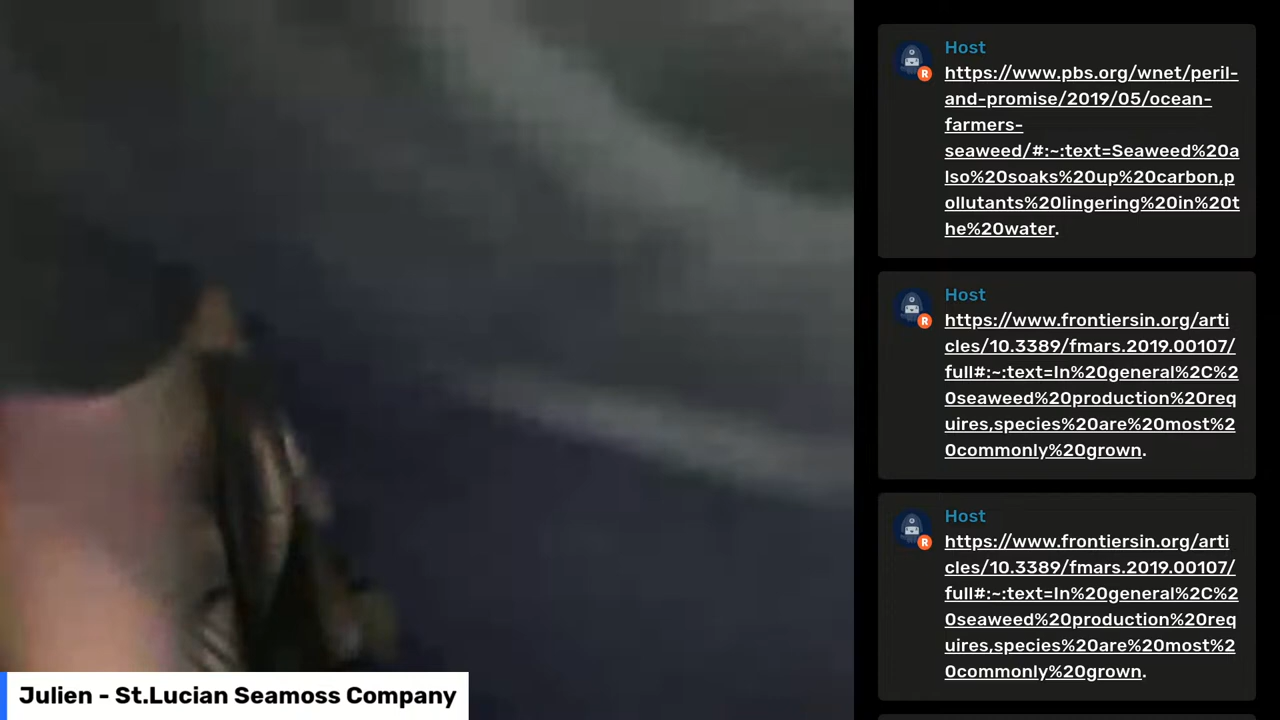 Host
https://www.pbs.org/wnet/peril-
and-promise/2019/05/ocean-
farmers-
seaweed/#:~:text=Seaweed%20a
lso%20soaks%20up%20carbon,p
ollutants%20lingering%20in%20t
he%20water.
Host
https://www.frontiersin.org/arti
cles/10.3389/fmars.2019.00107/
full#:~:text=In%20general%2C%2
0seaweed%20production%20req
uires,species%20are%20most%2
0commonly%20grown.
Host
https://www.frontiersin.org/arti
cles/10.3389/fmars.2019.00107/
full#:~:text=In%20general%2C%2
0seaweed%20production%20req
uires,species%20are%20most%2
0commonly%20grown.
Julien - St.Lucian Seamoss Company
R
R
R